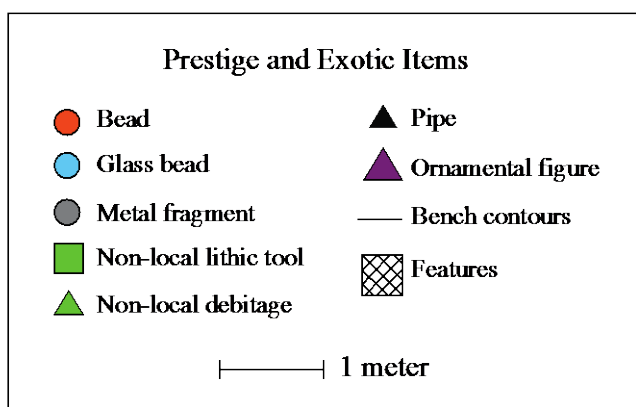 Prestige and Exotic Items
Bead
Glass bead
Metal fragment
Non-local lithic tool
Non-local debitage
Pipe
Ornamental figure
Bench contours
Features
1 meter